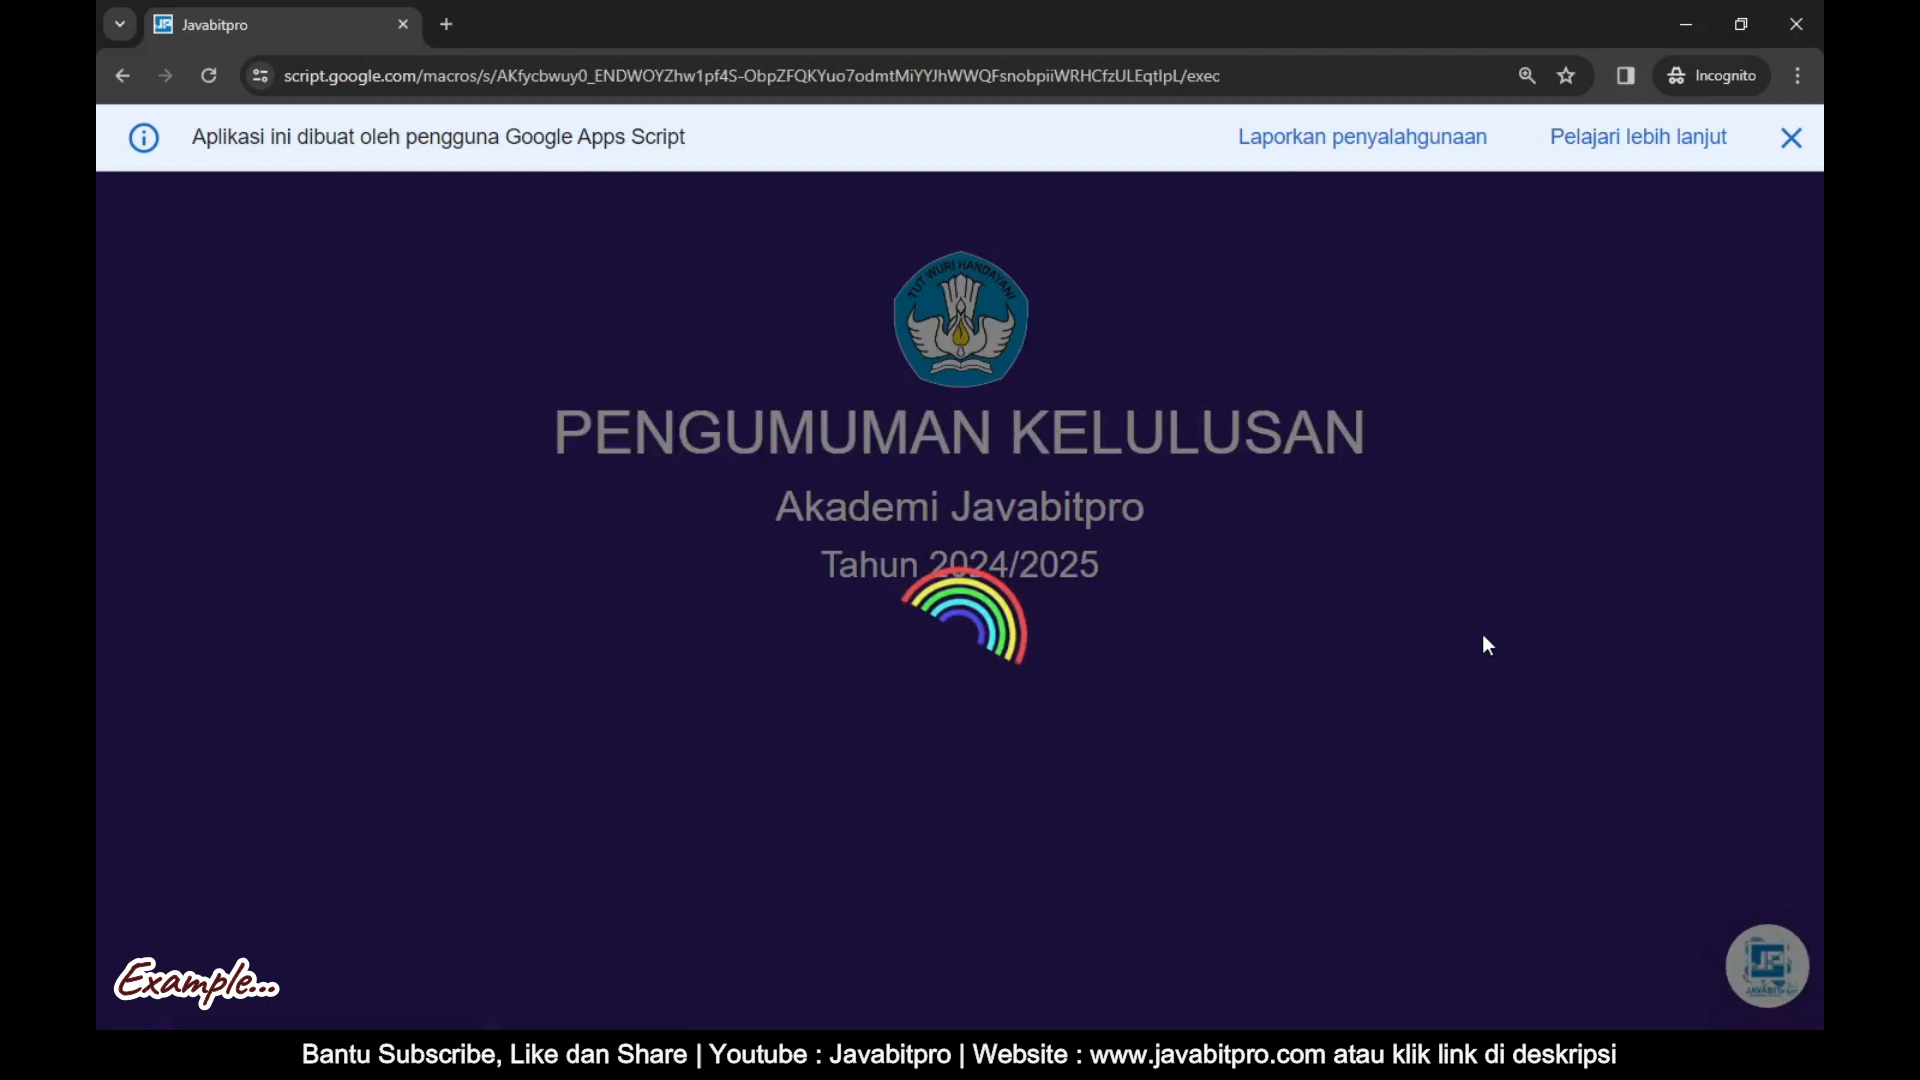 Javabitpro
script.google.com/macros/s/AKfycbwuy0_ENDWOYZhw1pf4S-ObpZFQKYuo7odmtMiYYJhWWQFsnobpiiWRHCfzULEqtIpL/exec
Incognito
Aplikasi ini dibuat oleh pengguna Google Apps Script
Laporkan penyalahgunaan
Pelajari lebih lanjut
TUT WURI HANDAYANI
PENGUMUMAN KELULUSAN
Akademi Javabitpro
Tahun 2024/2025
Example...
JP
Bantu Subscribe, Like dan Share | Youtube : Javabitpro | Website : www.javabitpro.com atau klik link di deskripsi